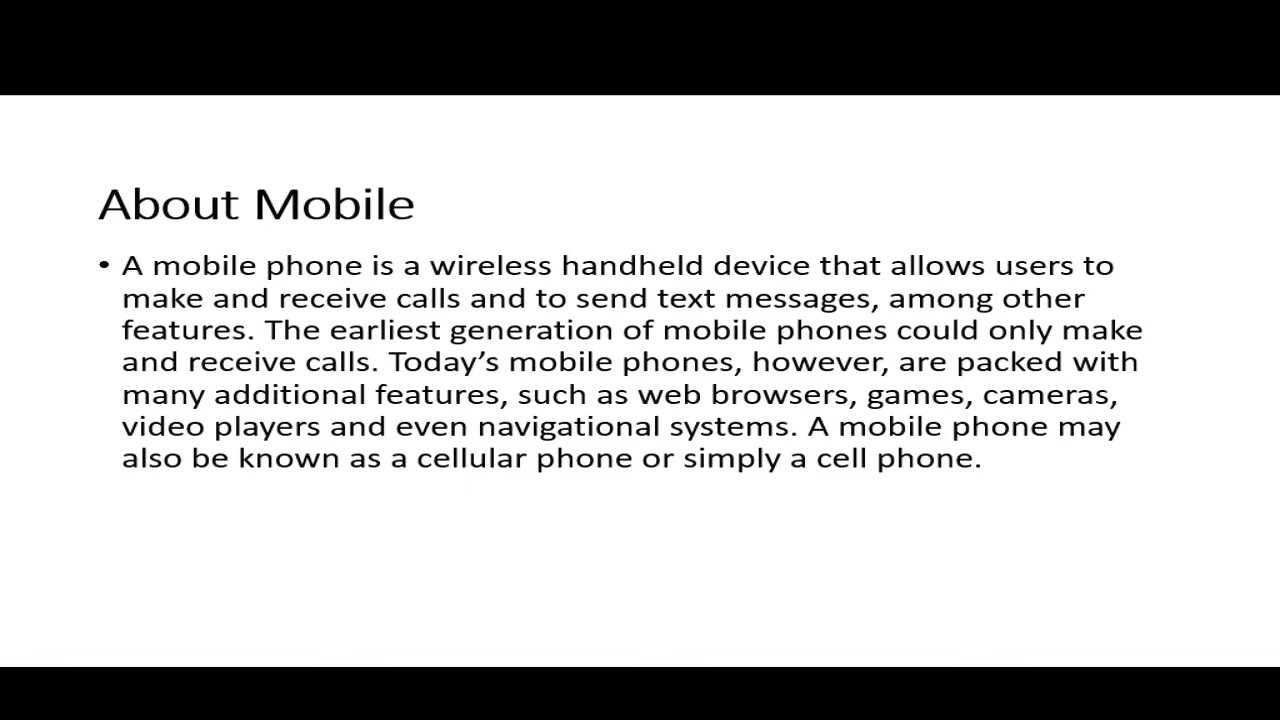 About Mobile
• A mobile phone is a wireless handheld device that allows users to
make and receive calls and to send text messages, among other
features. The earliest generation of mobile phones could only make
and receive calls. Today’s mobile phones, however, are packed with
many additional features, such as web browsers, games, cameras,
video players and even navigational systems. A mobile phone may
also be known as a cellular phone or simply a cell phone.